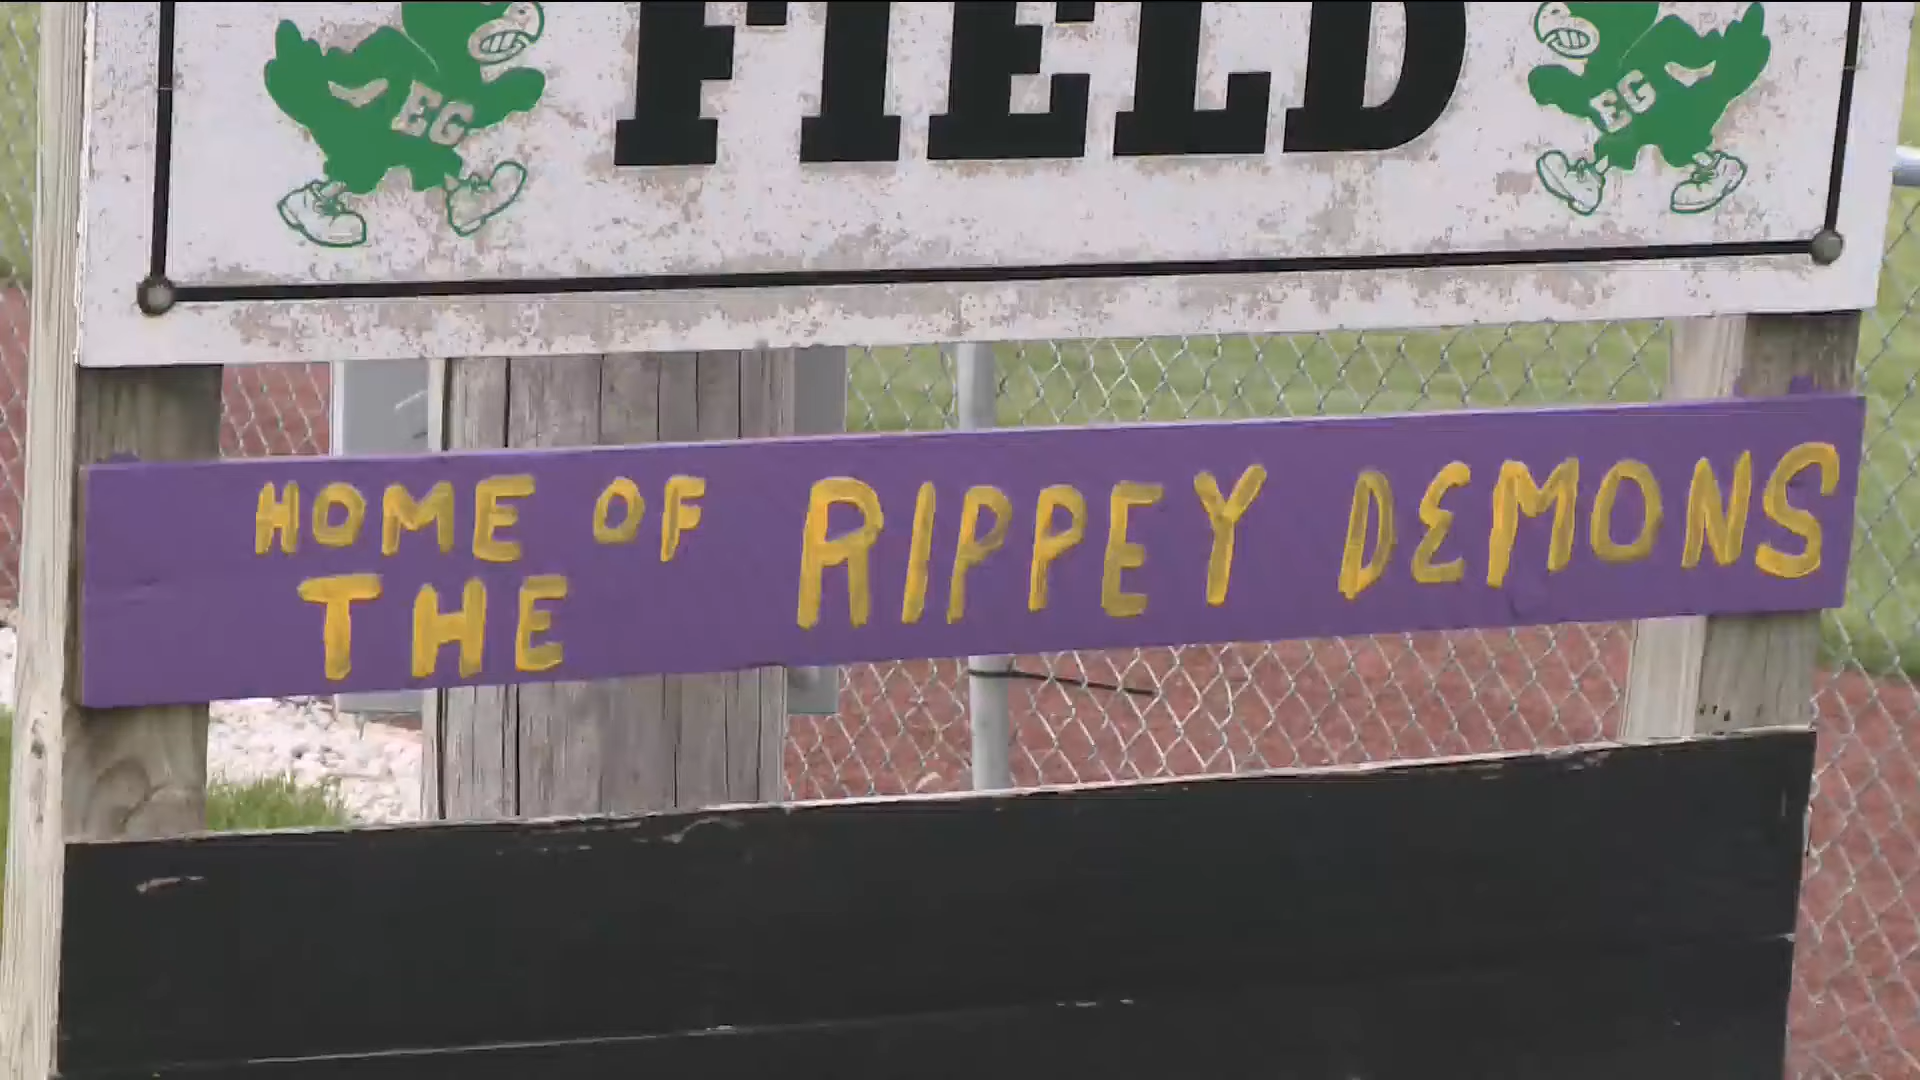 FIELD
EG
EG
HOME OF
THE
RIPPEY DEMONS